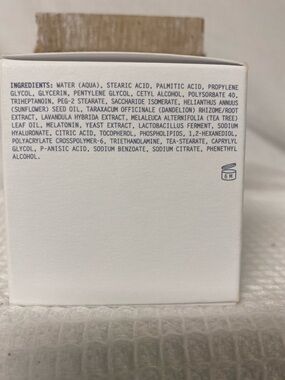 INGREDIENTS: WATER (AQUA), STEARIC ACID, PALMITIC ACID, PROPYLENE
GLYCOL, GLYCERIN, PENTYLENE GLYCOL, CETYL ALCOHOL, POLYSORBATE 40,
TRIHEPTANOIN, PEG-2 STEARATE, SACCHARIDE ISOMERATE, HELIANTHUS ANNUUS
(SUNFLOWER) SEED OIL, TARAXACUM OFFICINALE (DANDELION) RHIZOME/ROOT
EXTRACT, LAVANDULA HYBRIDA EXTRACT, MELALEUCA ALTERNIFOLIA (TEA TREE)
LEAF OIL, MELATONIN, YEAST EXTRACT, LACTOBACILLUS FERMENT, SODIUM
HYALURONATE, CITRIC ACID, TOCOPHEROL, PHOSPHOLIPIDS, 1,2-HEXANEDIOL,
POLYACRYLATE CROSSPOLYMER-6, TRIETHANOLAMINE, TEA-STEARATE, CAPRYLYL
GLYCOL, P-ANISIC ACID, SODIUM BENZOATE, SODIUM CITRATE, PHENETHYL
ALCOHOL.
6 M